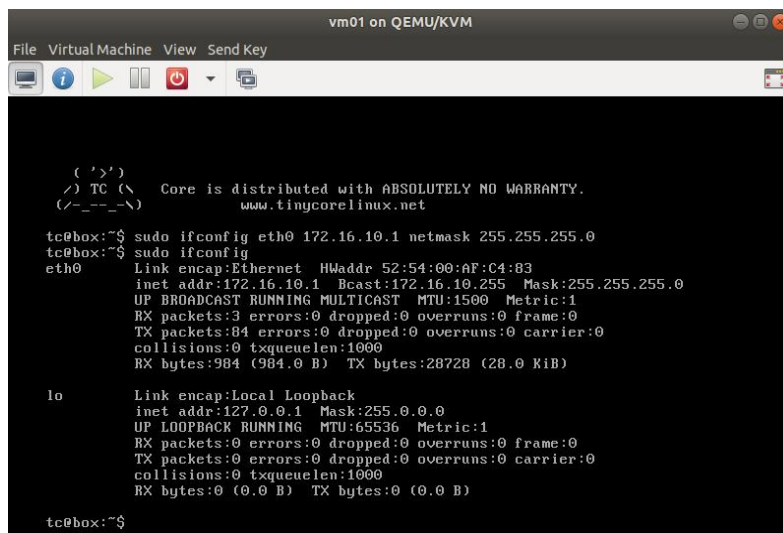 vm01 on QEMU/KVM
File Virtual Machine View Send Key
( '>')
/) TC (\   Core is distributed with ABSOLUTELY NO WARRANTY.
(/-_--_-\)           www.tinycorelinux.net
tc@box:~$ sudo ifconfig eth0 172.16.10.1 netmask 255.255.255.0
tc@box:~$ sudo ifconfig
eth0      Link encap:Ethernet  HWaddr 52:54:00:AF:C4:83
inet addr:172.16.10.1  Bcast:172.16.10.255  Mask:255.255.255.0
UP BROADCAST RUNNING MULTICAST  MTU:1500  Metric:1
RX packets:3 errors:0 dropped:0 overruns:0 frame:0
TX packets:84 errors:0 dropped:0 overruns:0 carrier:0
collisions:0 txqueuelen:1000
RX bytes:984 (984.0 B)  TX bytes:28728 (28.0 KiB)
lo        Link encap:Local Loopback
inet addr:127.0.0.1  Mask:255.0.0.0
UP LOOPBACK RUNNING  MTU:65536  Metric:1
RX packets:0 errors:0 dropped:0 overruns:0 frame:0
TX packets:0 errors:0 dropped:0 overruns:0 carrier:0
collisions:0 txqueuelen:1000
RX bytes:0 (0.0 B)  TX bytes:0 (0.0 B)
tc@box:~$